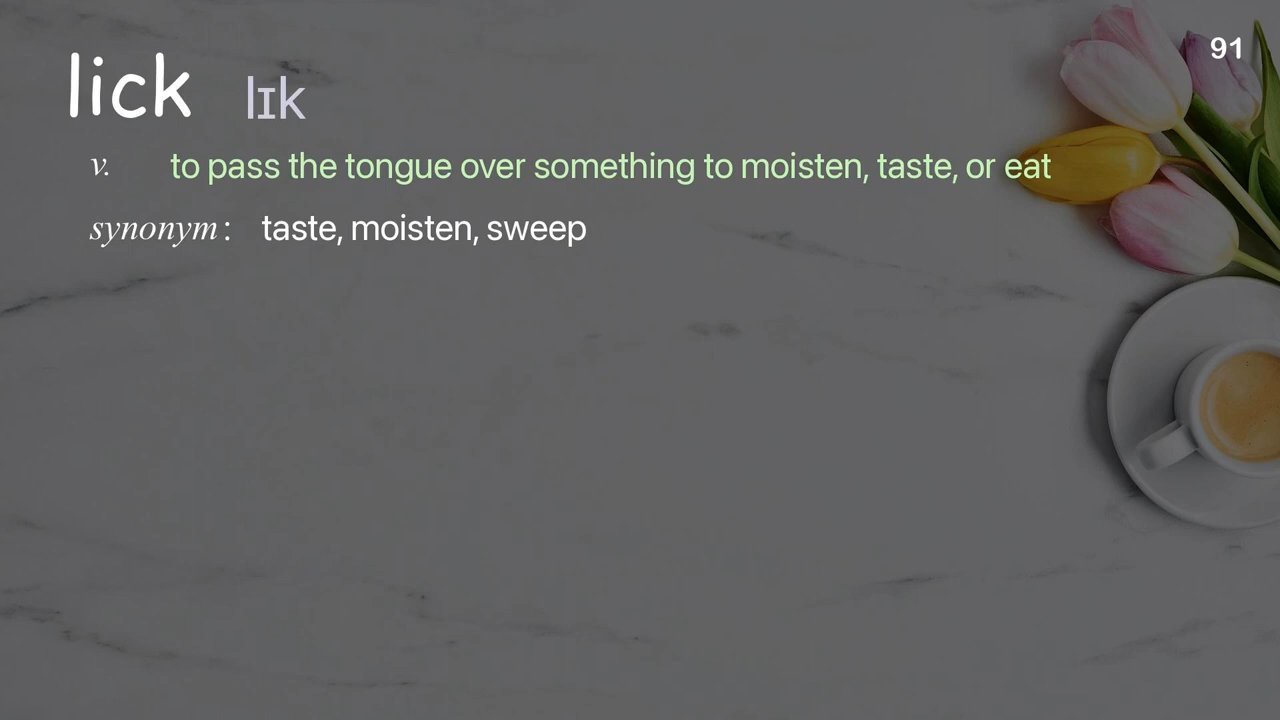 91
lick lɪk
v. to pass the tongue over something to moisten, taste, or eat
synonym : taste, moisten, sweep